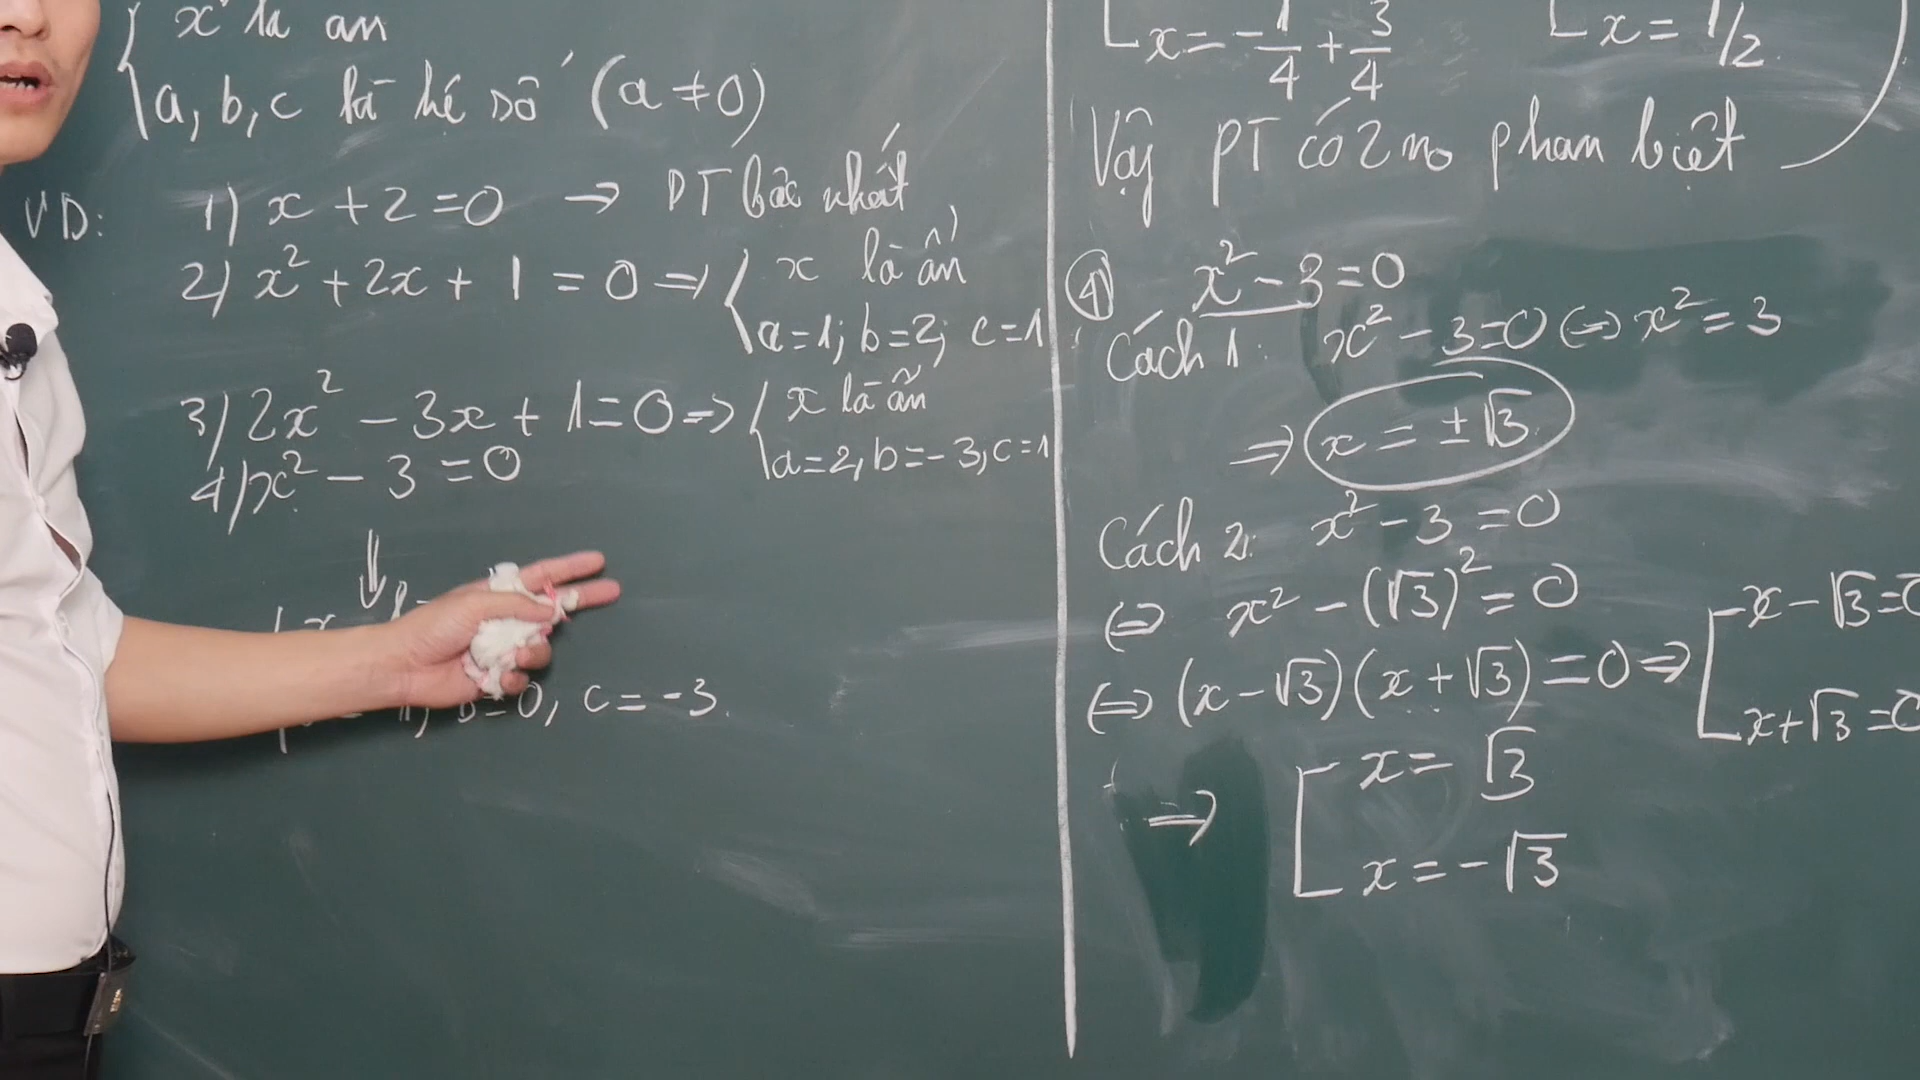 x là ẩn
a, b, c là hệ số (a ≠ 0)
VD: 1) x + 2 = 0 → PT bậc nhất
2) x² + 2x + 1 = 0 ⇒ { x là ẩn
a = 1; b = 2; c = 1
3) 2x² - 3x + 1 = 0 ⇒ { x là ẩn
a = 2, b = -3, c = 1
4) x² - 3 = 0
⇓
b = 0, c = -3.
x = -1/4 + 3/4
x = 1/2
Vậy PT có 2 no phan biệt
④ x² - 3 = 0
Cách 1: x² - 3 = 0 ⇔ x² = 3
⇒ x = ±√3
Cách 2: x² - 3 = 0
⇔ x² - (√3)² = 0
⇔ (x - √3)(x + √3) = 0 ⇒ [ x - √3 = 0
x + √3 = 0
⇒ [ x = √3
x = -√3